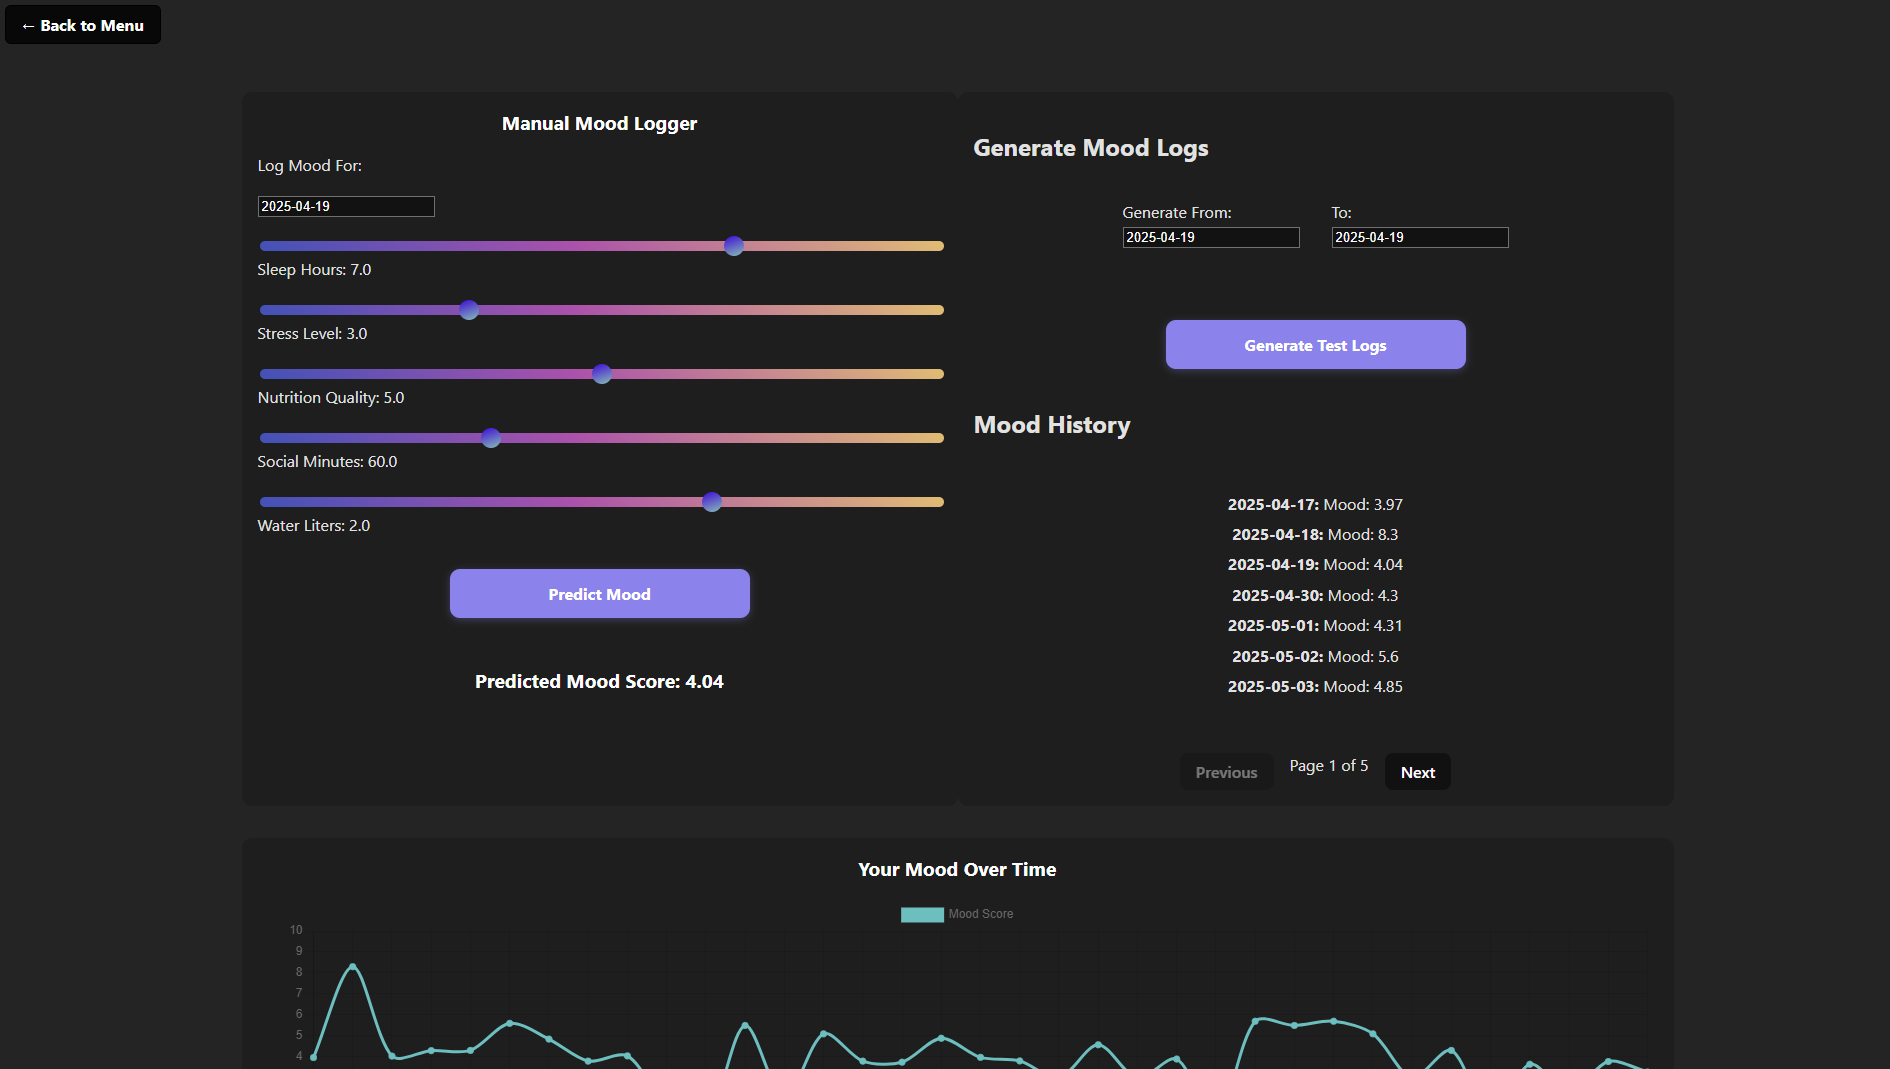 ← Back to Menu
Manual Mood Logger
Log Mood For:
2025-04-19
Sleep Hours: 7.0
Stress Level: 3.0
Nutrition Quality: 5.0
Social Minutes: 60.0
Water Liters: 2.0
Predict Mood
Predicted Mood Score: 4.04
Generate Mood Logs
Generate From:
2025-04-19
To:
2025-04-19
Generate Test Logs
Mood History
2025-04-17: Mood: 3.97
2025-04-18: Mood: 8.3
2025-04-19: Mood: 4.04
2025-04-30: Mood: 4.3
2025-05-01: Mood: 4.31
2025-05-02: Mood: 5.6
2025-05-03: Mood: 4.85
Previous Page 1 of 5 Next
Your Mood Over Time
Mood Score
10
9
8
7
6
5
4